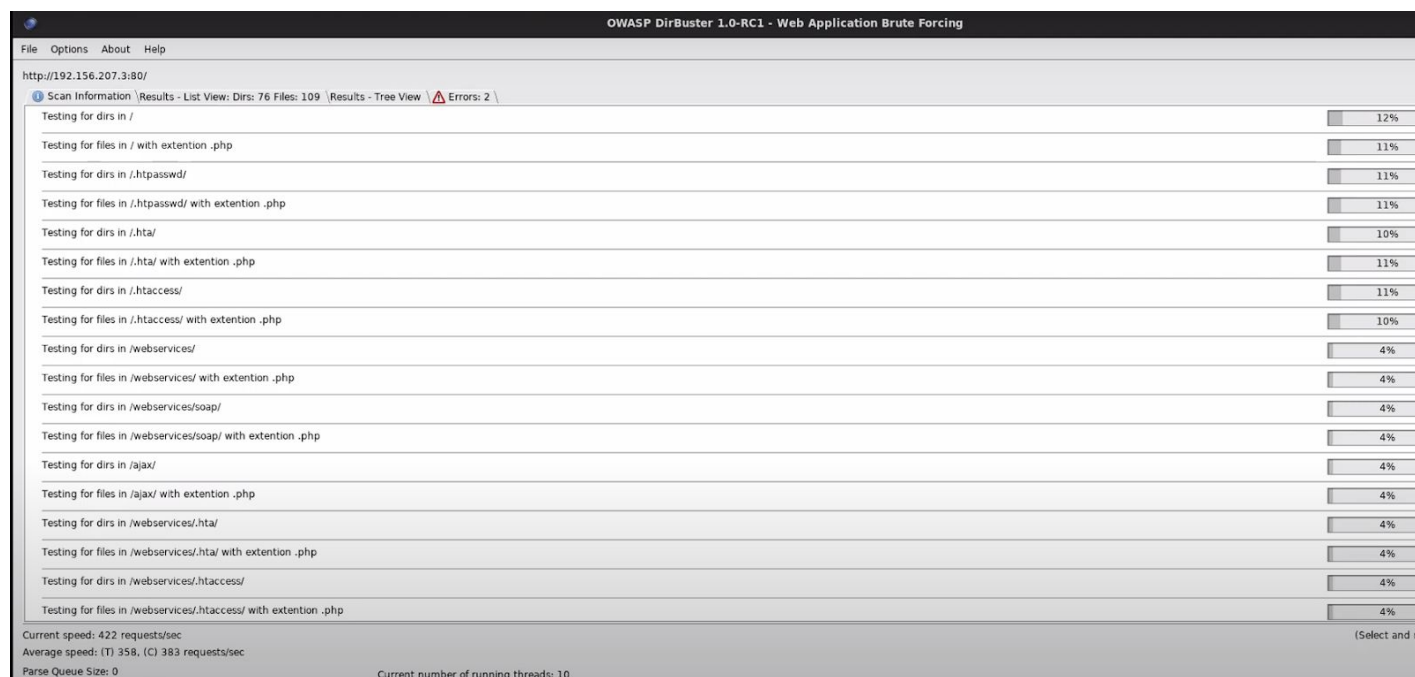 OWASP DirBuster 1.0-RC1 - Web Application Brute Forcing
File Options About Help
http://192.156.207.3:80/
Scan Information Results - List View: Dirs: 76 Files: 109 Results - Tree View Errors: 2
Testing for dirs in / 12%
Testing for files in / with extention .php 11%
Testing for dirs in /.htpasswd/ 11%
Testing for files in /.htpasswd/ with extention .php 11%
Testing for dirs in /.hta/ 10%
Testing for files in /.hta/ with extention .php 11%
Testing for dirs in /.htaccess/ 11%
Testing for files in /.htaccess/ with extention .php 10%
Testing for dirs in /webservices/ 4%
Testing for files in /webservices/ with extention .php 4%
Testing for dirs in /webservices/soap/ 4%
Testing for files in /webservices/soap/ with extention .php 4%
Testing for dirs in /ajax/ 4%
Testing for files in /ajax/ with extention .php 4%
Testing for dirs in /webservices/.hta/ 4%
Testing for files in /webservices/.hta/ with extention .php 4%
Testing for dirs in /webservices/.htaccess/ 4%
Testing for files in /webservices/.htaccess/ with extention .php 4%
Current speed: 422 requests/sec (Select and
Average speed: (T) 358, (C) 383 requests/sec
Parse Queue Size: 0 Current number of running threads: 10